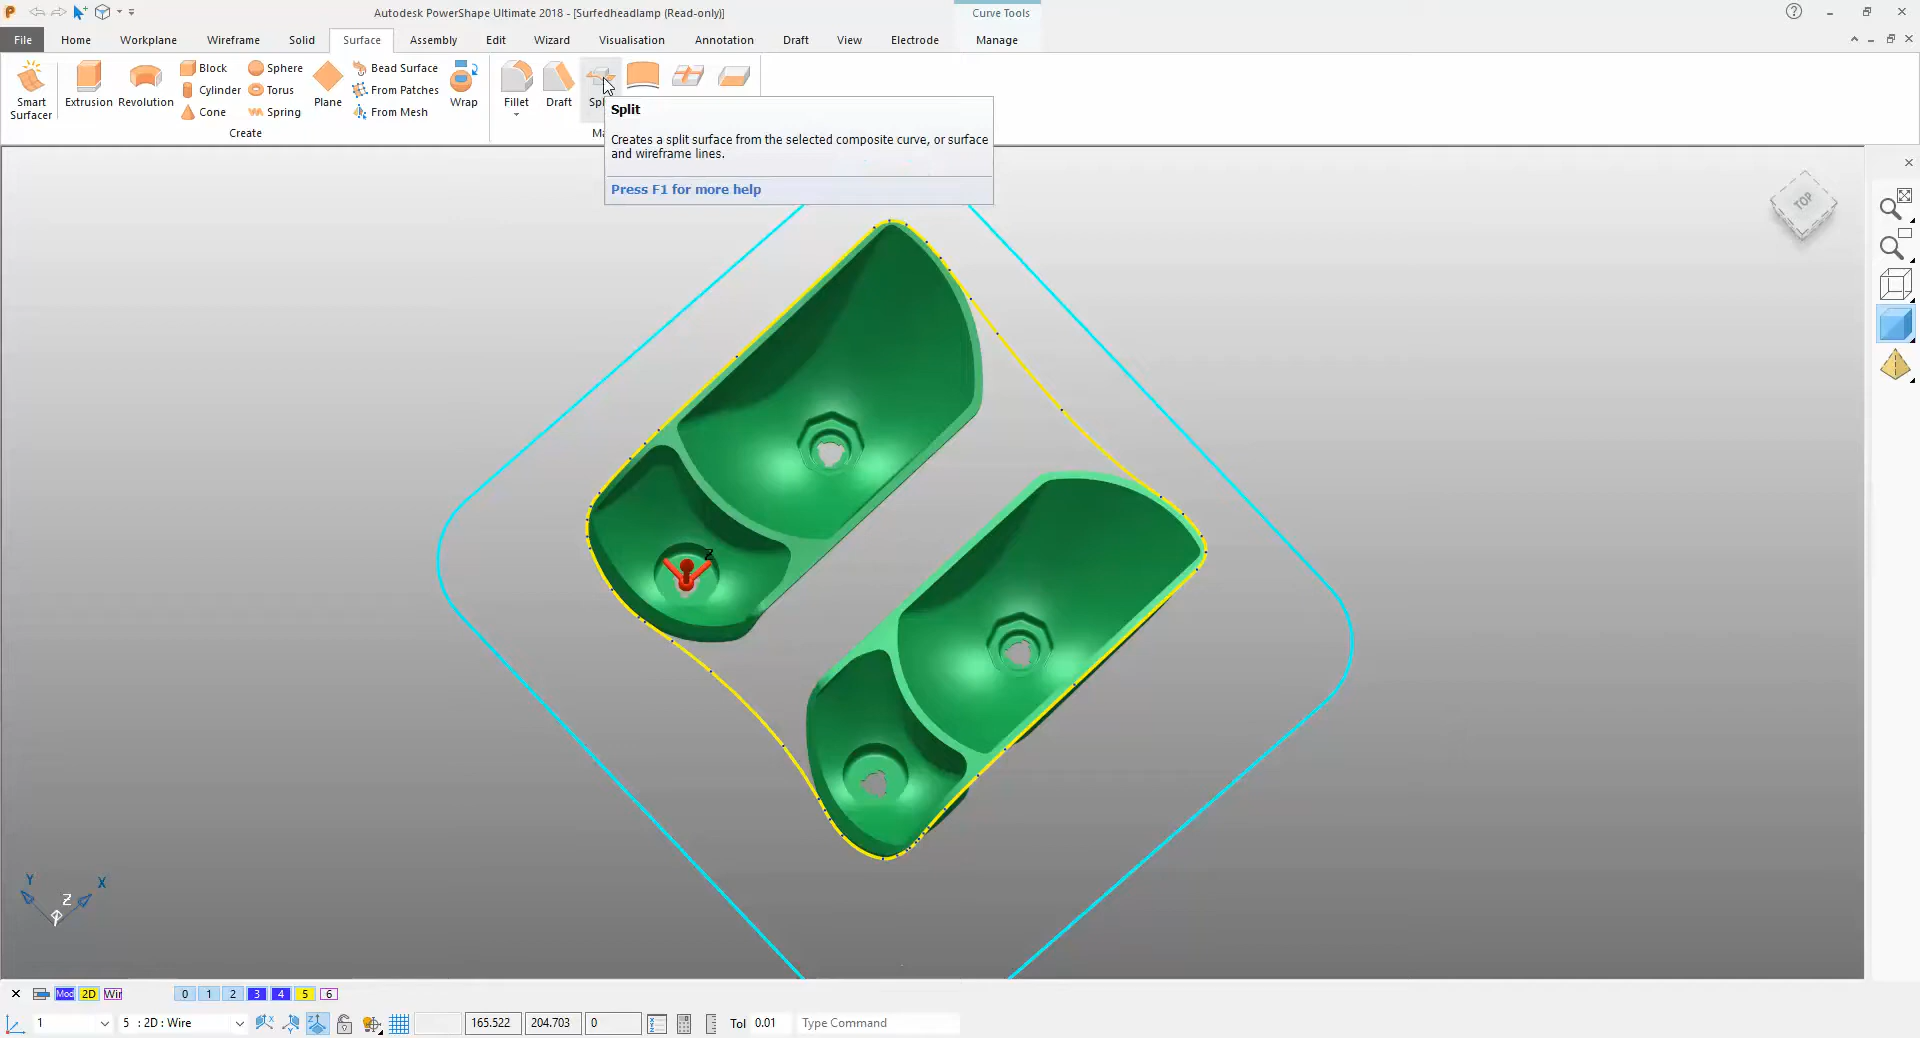 Autodesk PowerShape Ultimate 2018 - [Surfedheadlamp (Read-only)]
Curve Tools
File Home Workplane Wireframe Solid Surface Assembly Edit Wizard Visualisation Annotation Draft View Electrode Manage
Smart Surfacer
Extrusion
Revolution
Block
Cylinder
Cone
Sphere
Torus
Spring
Plane
Bead Surface
From Patches
From Mesh
Wrap
Fillet
Draft
Create
Split
Creates a split surface from the selected composite curve, or surface
and wireframe lines.
Press F1 for more help
TOP
Z
Y
X
Z
Mod 2D Wir 0 1 2 3 4 5 6
1 5 : 2D : Wire 165.522 204.703 0 Tol 0.01 Type Command